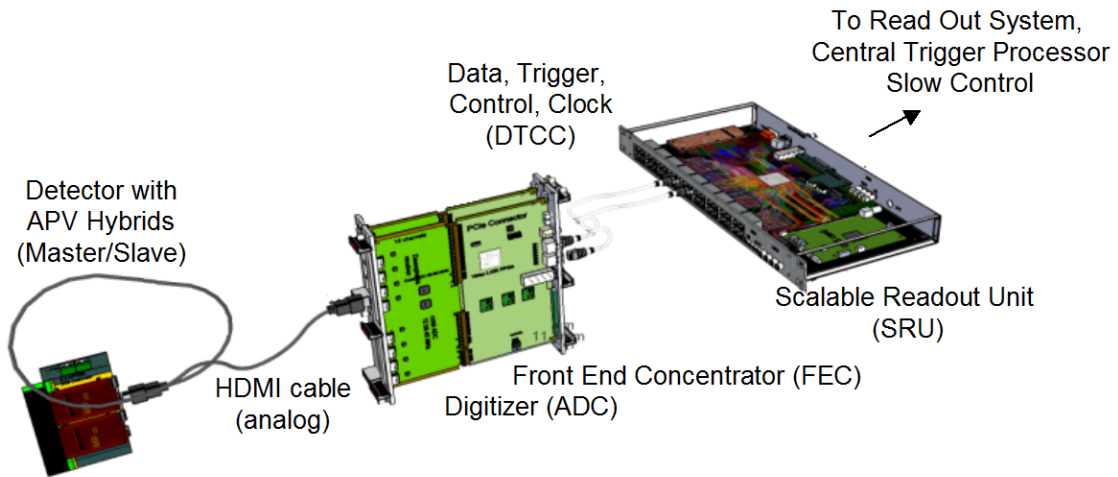 To Read Out System,
Central Trigger Processor
Slow Control
Data, Trigger,
Control, Clock
(DTCC)
Detector with
APV Hybrids
(Master/Slave)
PCIe Connector
Scalable Readout Unit
(SRU)
HDMI cable
(analog)
Front End Concentrator (FEC)
Digitizer (ADC)